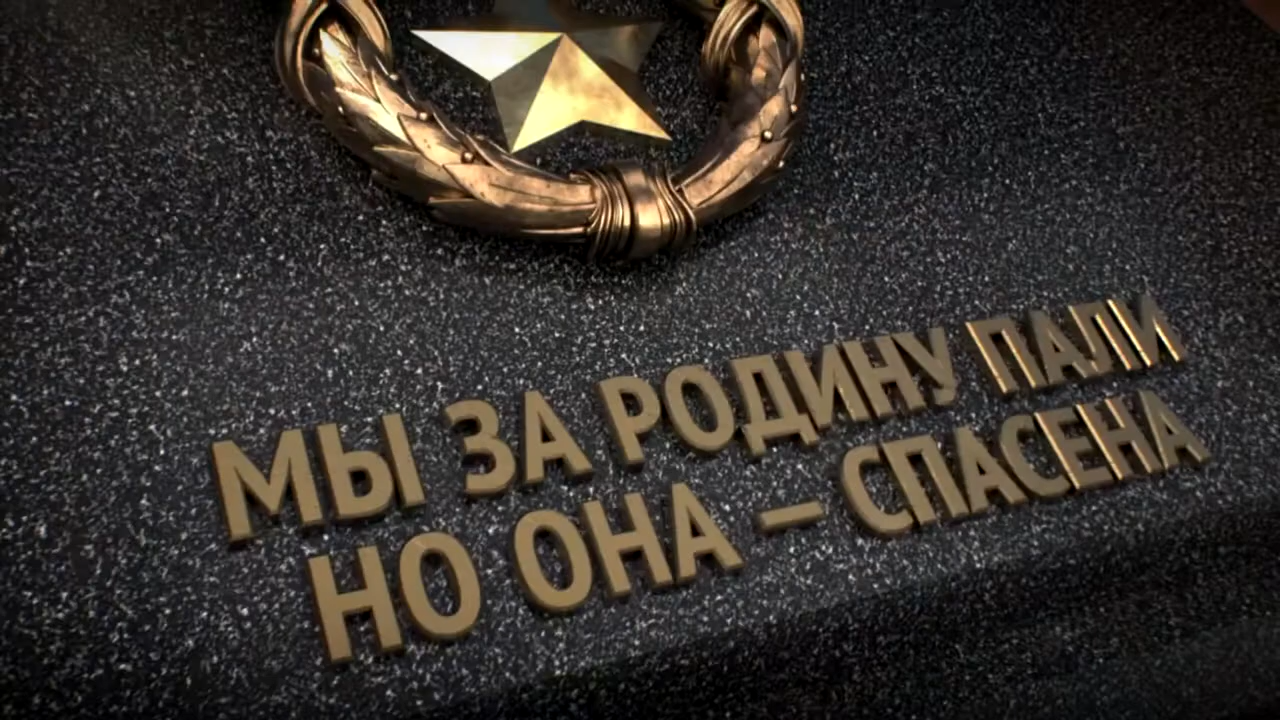 МЫ ЗА РОДИНУ ПАЛИ
НО ОНА – СПАСЕНА